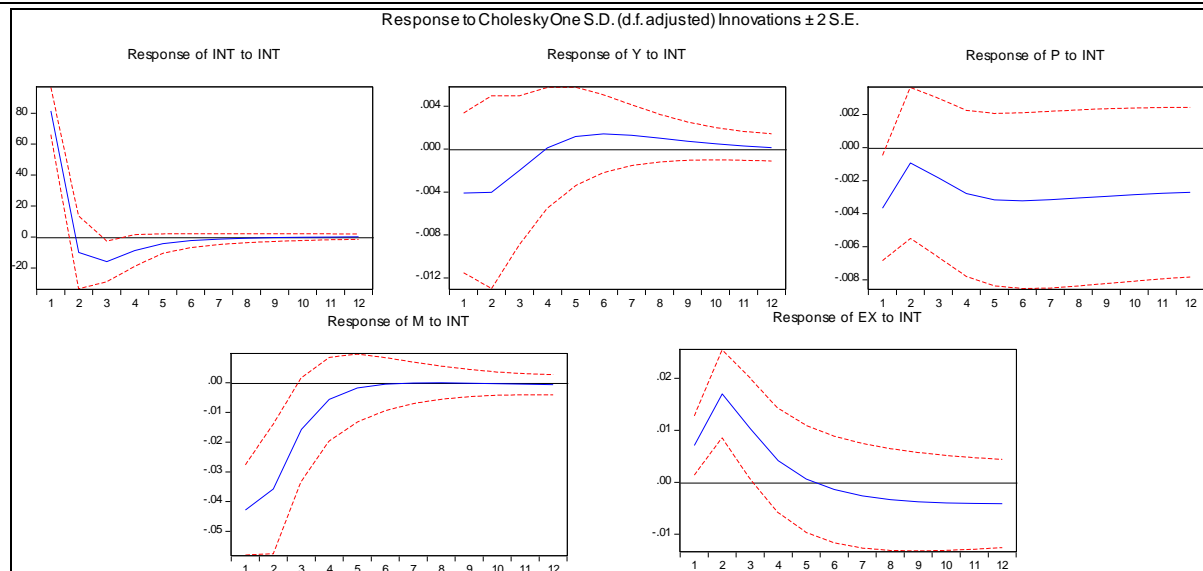 Response to Cholesky One S.D. (d.f. adjusted) Innovations ± 2 S.E.
Response of INT to INT
80
60
40
20
0
-20
1 2 3 4 5 6 7 8 9 10 11 12
Response of Y to INT
.004
.000
-.004
-.008
-.012
1 2 3 4 5 6 7 8 9 10 11 12
Response of P to INT
.002
.000
-.002
-.004
-.006
-.008
1 2 3 4 5 6 7 8 9 10 11 12
Response of M to INT
.00
-.01
-.02
-.03
-.04
-.05
1 2 3 4 5 6 7 8 9 10 11 12
Response of EX to INT
.02
.01
.00
-.01
1 2 3 4 5 6 7 8 9 10 11 12